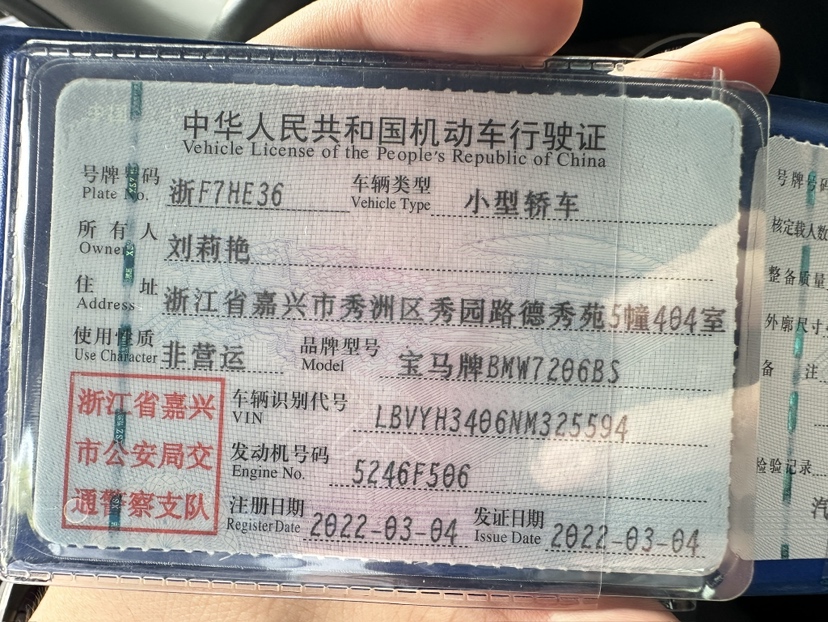 中华人民共和国机动车行驶证
Vehicle License of the People's Republic of China
号牌号码 浙F7HE36 车辆类型 小型轿车
Plate No. Vehicle Type
所有人 刘莉艳
Owner
住址 浙江省嘉兴市秀洲区秀园路德秀苑5幢404室
Address
使用性质 非营运 品牌型号 宝马牌BMW7206BS
Use Character Model
浙江省嘉兴
市公安局交
通警察支队
车辆识别代号 LBVYH3406NM325594
VIN
发动机号码 5246F506
Engine No.
注册日期 2022-03-04 发证日期 2022-03-04
Register Date Issue Date
号牌号码
核定载人数
整备质量
外廓尺寸
备注
检验记录
汽